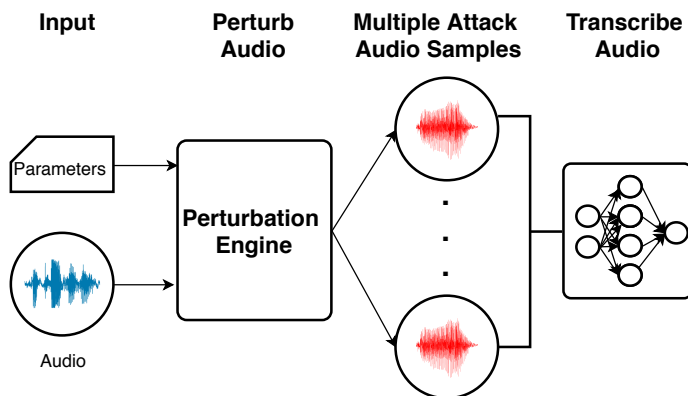 Input
Perturb
Audio
Multiple Attack
Audio Samples
Transcribe
Audio
Parameters
Perturbation
Engine
Audio